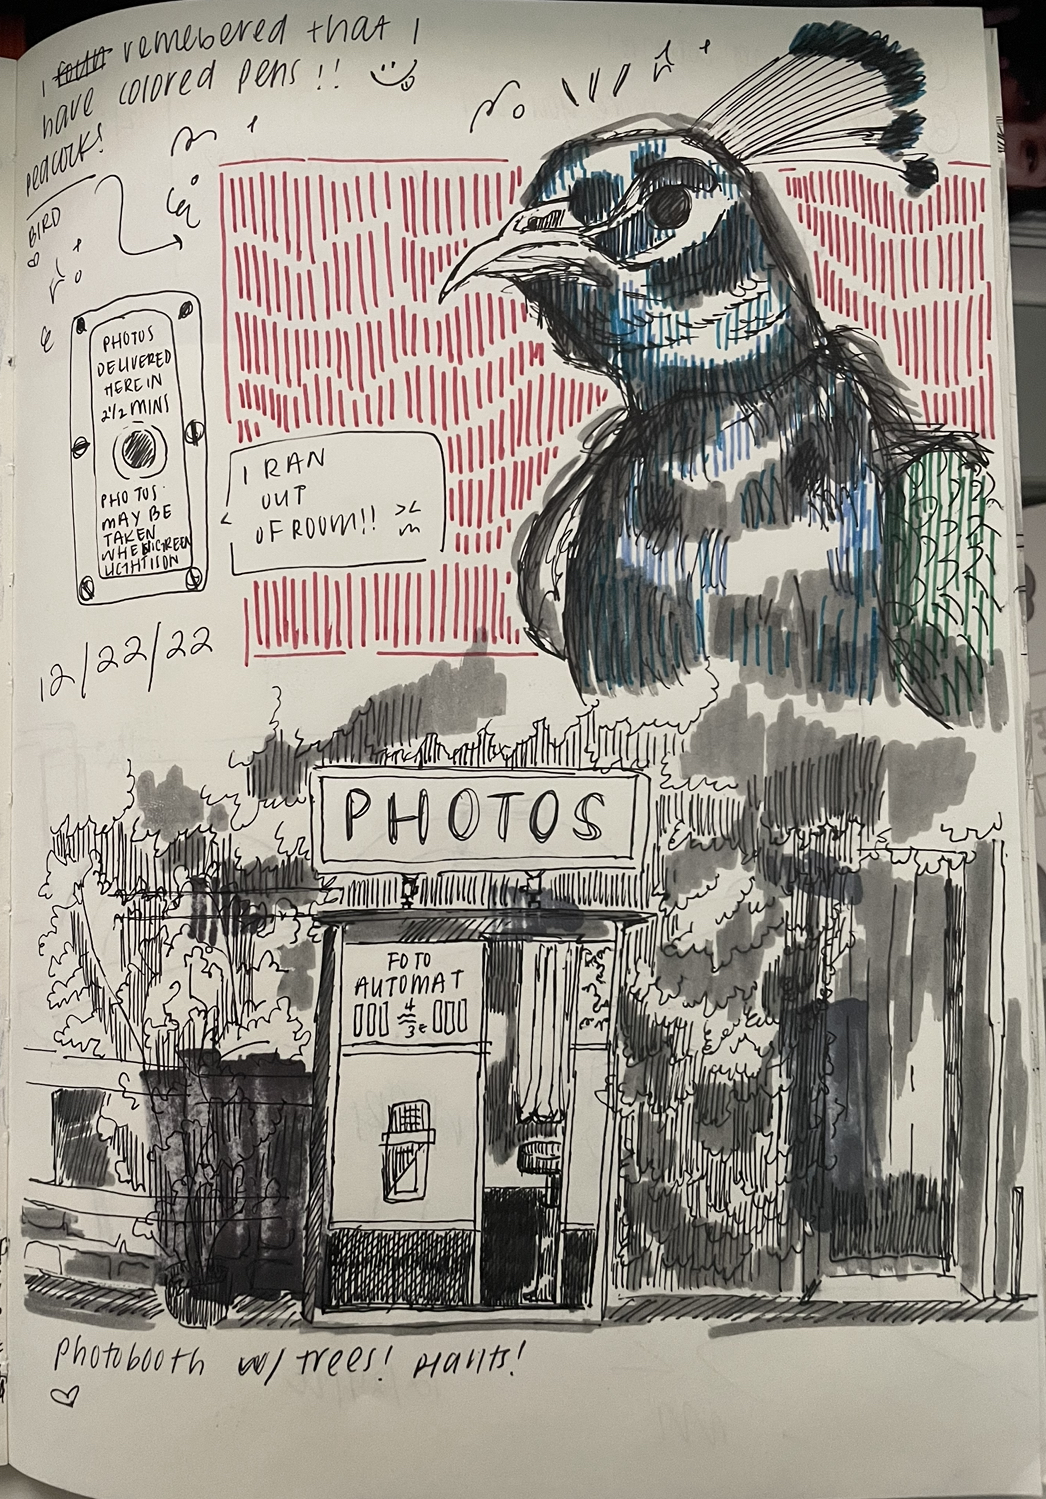 I remebered that I
have colored pens!!
peacock!
BIRD
PHOTOS
DELIVERED
HERE IN
2 1/2 MINS
PHOTOS
MAY BE
TAKEN
WHEN GREEN
LIGHT IS ON
I RAN
OUT
OF ROOM!!
12/22/22
PHOTOS
FOTO
AUTOMAT
4
3€
Photobooth w/ trees! plants!